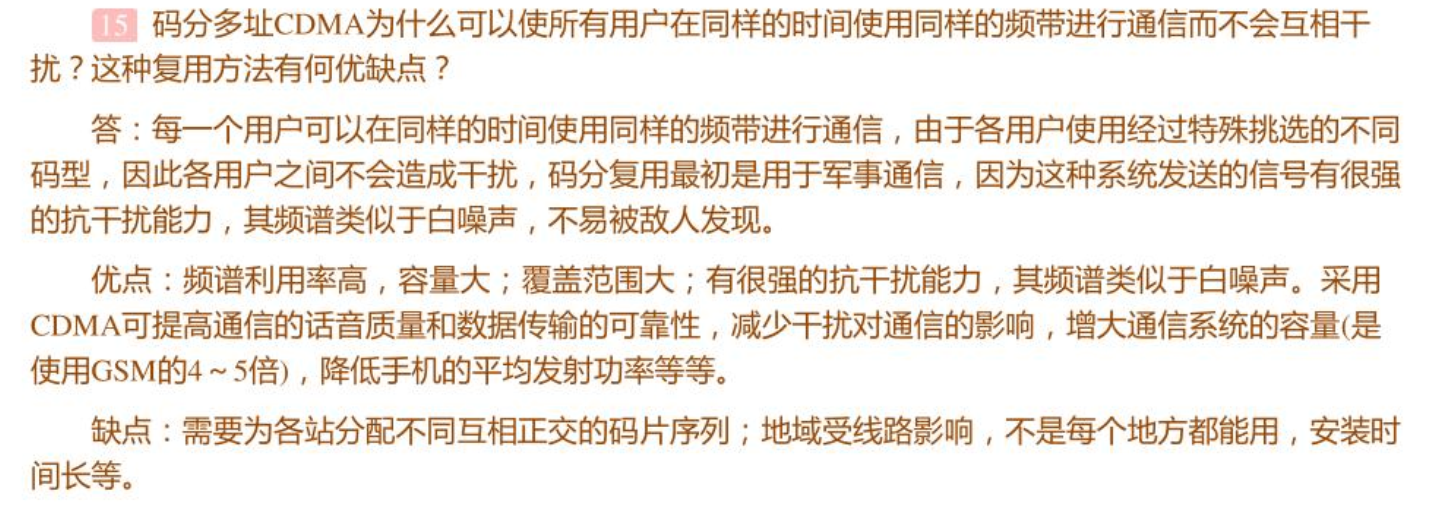 15 码分多址CDMA为什么可以使所有用户在同样的时间使用同样的频带进行通信而不会互相干
扰？这种复用方法有何优缺点？
答：每一个用户可以在同样的时间使用同样的频带进行通信，由于各用户使用经过特殊挑选的不同
码型，因此各用户之间不会造成干扰，码分复用最初是用于军事通信，因为这种系统发送的信号有很强
的抗干扰能力，其频谱类似于白噪声，不易被敌人发现。
优点：频谱利用率高，容量大；覆盖范围大；有很强的抗干扰能力，其频谱类似于白噪声。采用
CDMA可提高通信的话音质量和数据传输的可靠性，减少干扰对通信的影响，增大通信系统的容量(是
使用GSM的4～5倍)，降低手机的平均发射功率等等。
缺点：需要为各站分配不同互相正交的码片序列；地域受线路影响，不是每个地方都能用，安装时
间长等。